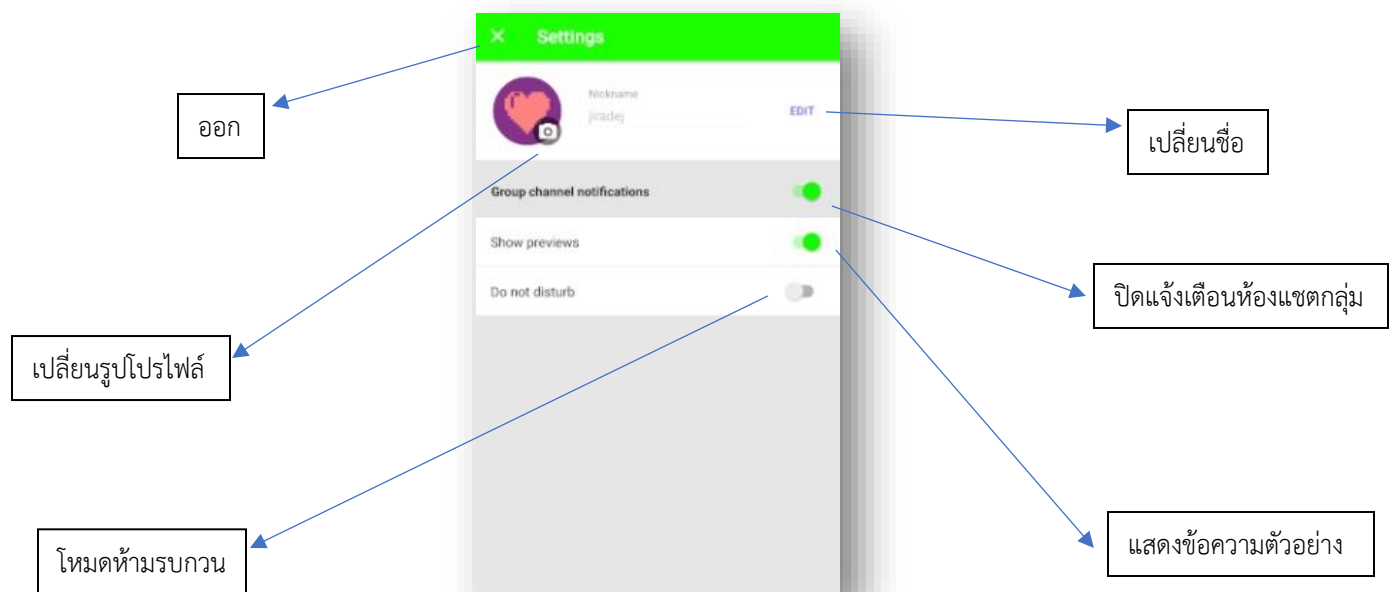 Settings
ออก
Nickname
jiradej
EDIT
เปลี่ยนชื่อ
Group channel notifications
Show previews
Do not disturb
ปิดแจ้งเตือนห้องแชตกลุ่ม
เปลี่ยนรูปโปรไฟล์
แสดงข้อความตัวอย่าง
โหมดห้ามรบกวน